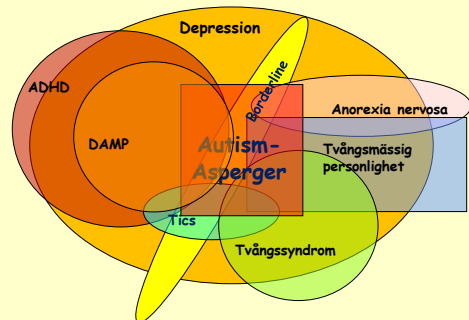 Depression
ADHD
Borderline
Anorexia nervosa
DAMP
Autism-
Asperger
Tvångsmässig
personlighet
Tics
Tvångssyndrom